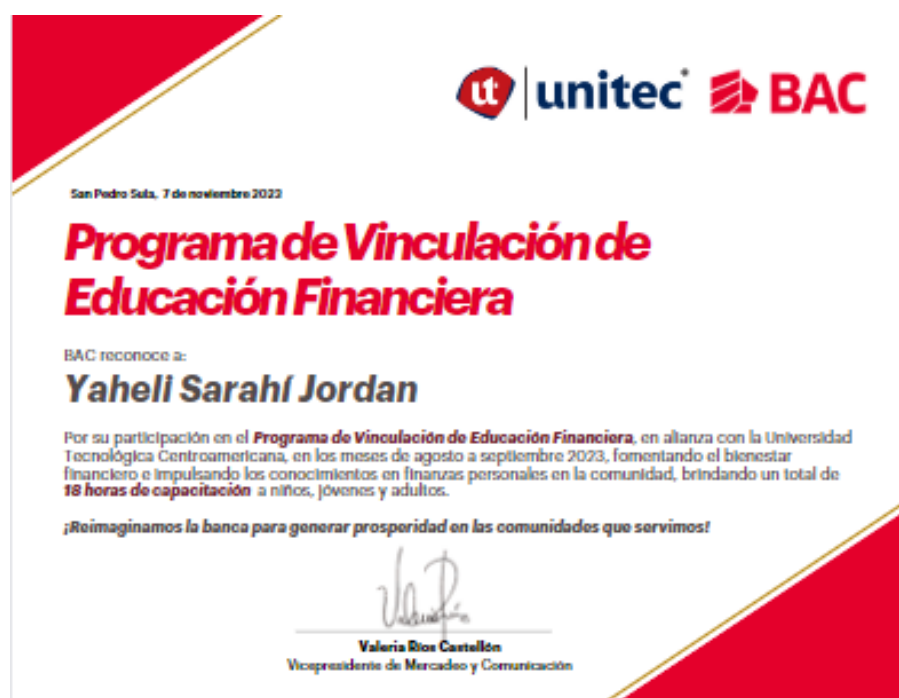 ut unitec BAC
San Pedro Sula, 7 de noviembre 2023
Programa de Vinculación de
Educación Financiera
BAC reconoce a:
Yaheli Sarahí Jordan
Por su participación en el Programa de Vinculación de Educación Financiera, en alianza con la Universidad
Tecnológica Centroamericana, en los meses de agosto a septiembre 2023, fomentando el bienestar
financiero e impulsando los conocimientos en finanzas personales en la comunidad, brindando un total de
18 horas de capacitación a niños, jóvenes y adultos.
¡Reimaginamos la banca para generar prosperidad en las comunidades que servimos!
Valeria Ríos Castellón
Vicepresidente de Mercadeo y Comunicación